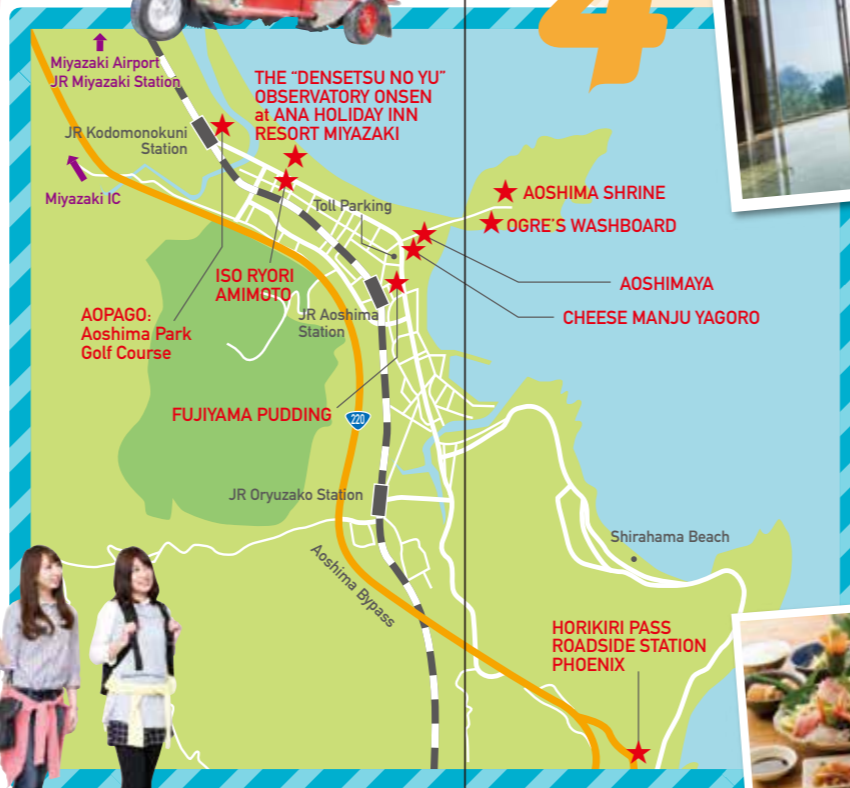 4
Miyazaki Airport
JR Miyazaki Station
THE “DENSETSU NO YU”
OBSERVATORY ONSEN
at ANA HOLIDAY INN
RESORT MIYAZAKI
JR Kodomonokuni
Station
Miyazaki IC
Toll Parking
AOSHIMA SHRINE
OGRE’S WASHBOARD
ISO RYORI
AMIMOTO
AOSHIMAYA
AOPAGO:
Aoshima Park
Golf Course
JR Aoshima
Station
CHEESE MANJU YAGORO
FUJIYAMA PUDDING
220
JR Oryuzako Station
Shirahama Beach
Aoshima Bypass
HORIKIRI PASS
ROADSIDE STATION
PHOENIX